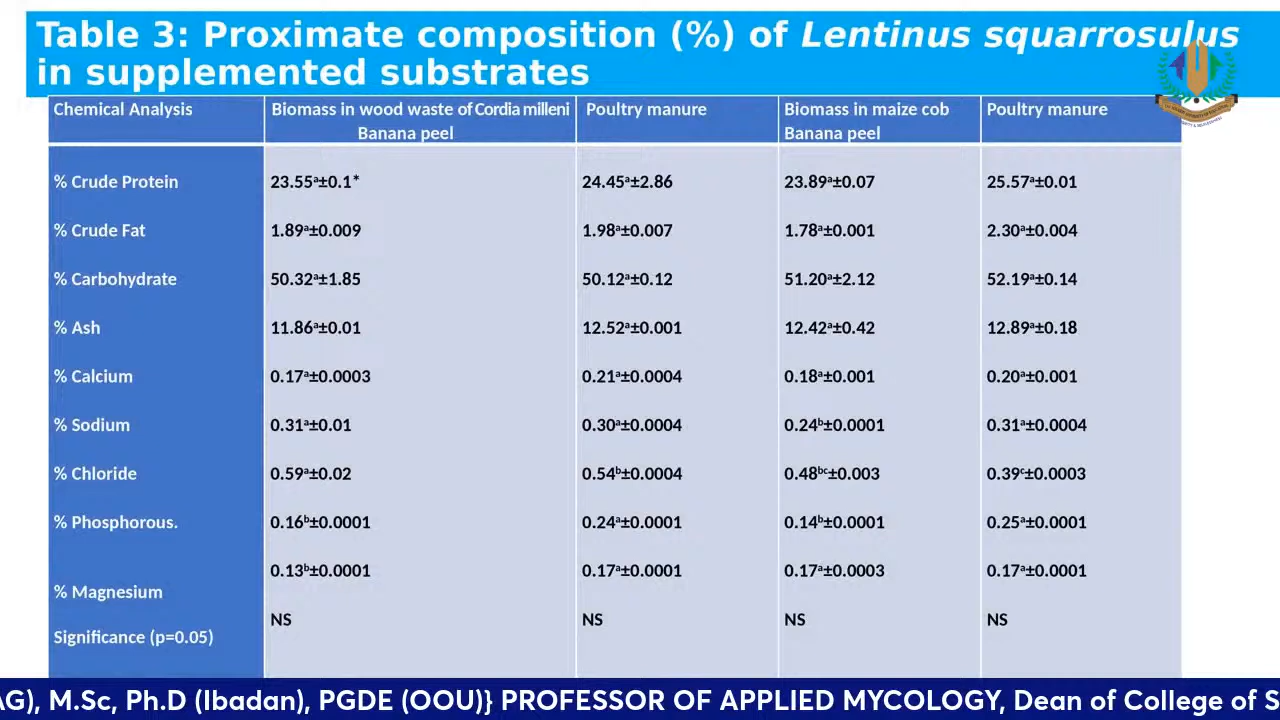 Table 3: Proximate composition (%) of Lentinus squarrosulus
in supplemented substrates
Chemical Analysis
Biomass in wood waste of Cordia milleni
Banana peel
Poultry manure
Biomass in maize cob
Banana peel
Poultry manure
% Crude Protein 23.55ᵃ±0.1* 24.45ᵃ±2.86 23.89ᵃ±0.07 25.57ᵃ±0.01
% Crude Fat 1.89ᵃ±0.009 1.98ᵃ±0.007 1.78ᵃ±0.001 2.30ᵃ±0.004
% Carbohydrate 50.32ᵃ±1.85 50.12ᵃ±0.12 51.20ᵃ±2.12 52.19ᵃ±0.14
% Ash 11.86ᵃ±0.01 12.52ᵃ±0.001 12.42ᵃ±0.42 12.89ᵃ±0.18
% Calcium 0.17ᵃ±0.0003 0.21ᵃ±0.0004 0.18ᵃ±0.001 0.20ᵃ±0.001
% Sodium 0.31ᵃ±0.01 0.30ᵃ±0.0004 0.24ᵇ±0.0001 0.31ᵃ±0.0004
% Chloride 0.59ᵃ±0.02 0.54ᵇ±0.0004 0.48ᵇᶜ±0.003 0.39ᶜ±0.0003
% Phosphorous. 0.16ᵇ±0.0001 0.24ᵃ±0.0001 0.14ᵇ±0.0001 0.25ᵃ±0.0001
% Magnesium 0.13ᵇ±0.0001 0.17ᵃ±0.0001 0.17ᵃ±0.0003 0.17ᵃ±0.0001
Significance (p=0.05) NS NS NS NS
AG), M.Sc, Ph.D (Ibadan), PGDE (OOU)} PROFESSOR OF APPLIED MYCOLOGY, Dean of College of S